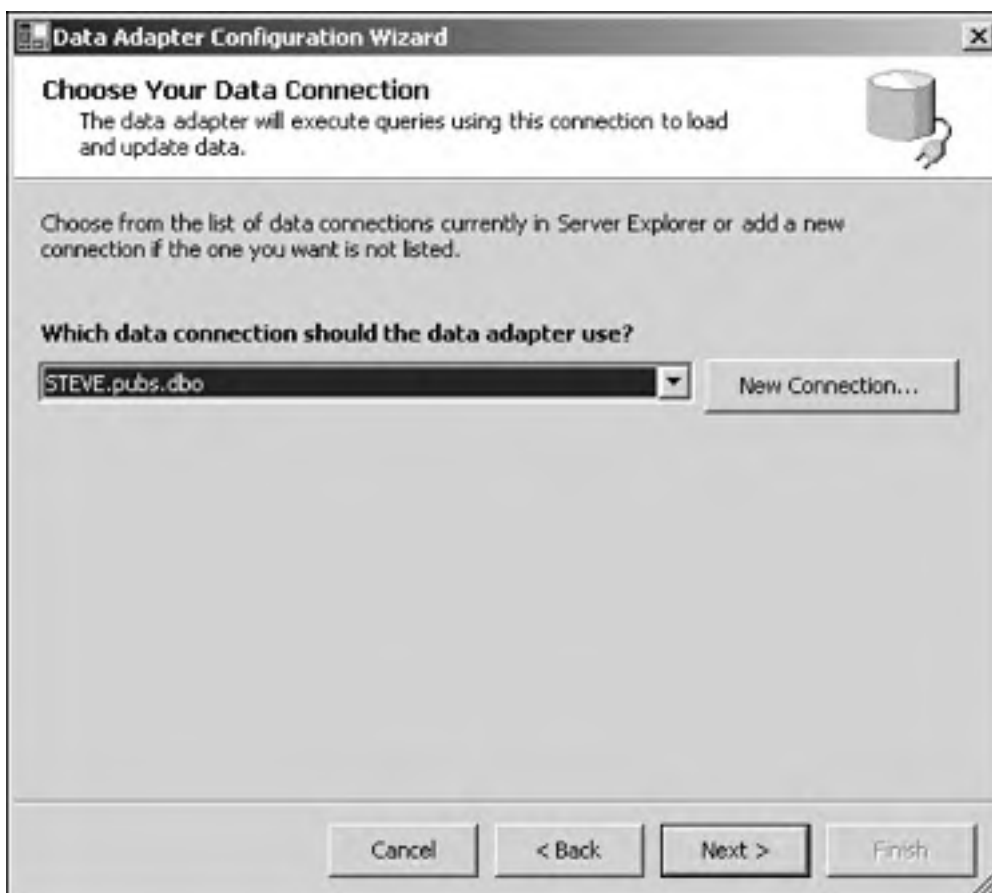 Data Adapter Configuration Wizard
Choose Your Data Connection
The data adapter will execute queries using this connection to load
and update data.
Choose from the list of data connections currently in Server Explorer or add a new
connection if the one you want is not listed.
Which data connection should the data adapter use?
STEVE.pubs.dbo
New Connection...
Cancel
< Back
Next >
Finish